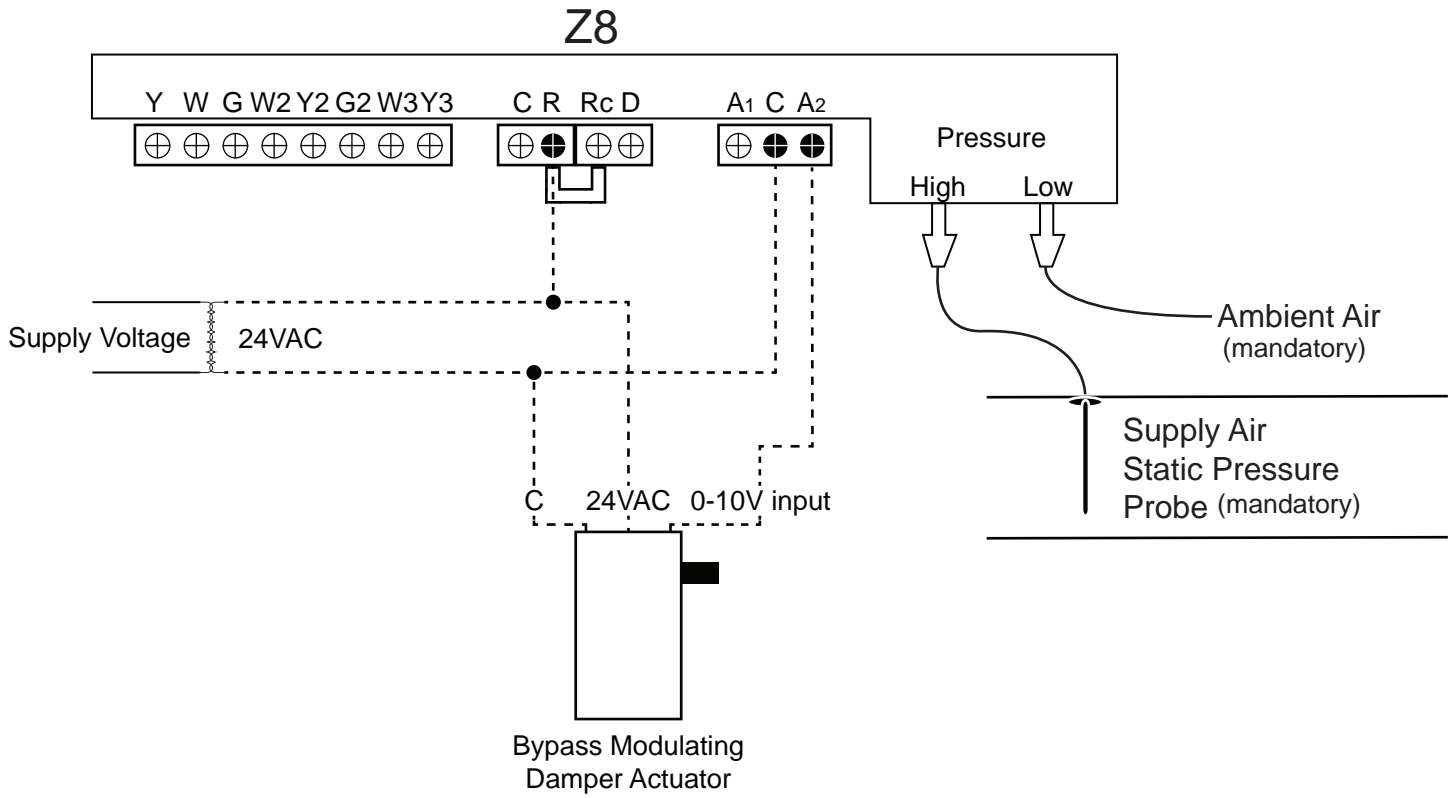 Z8
Y W G W2 Y2 G2 W3 Y3 C R Rc D A1 C A2
Pressure
High Low
Supply Voltage 24VAC
Ambient Air
(mandatory)
Supply Air
Static Pressure
Probe (mandatory)
C 24VAC 0-10V input
Bypass Modulating
Damper Actuator